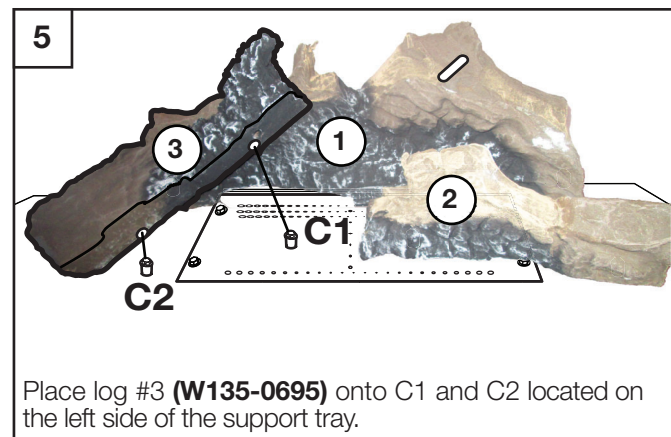 5
1
3
2
C1
C2
Place log #3 (W135-0695) onto C1 and C2 located on
the left side of the support tray.